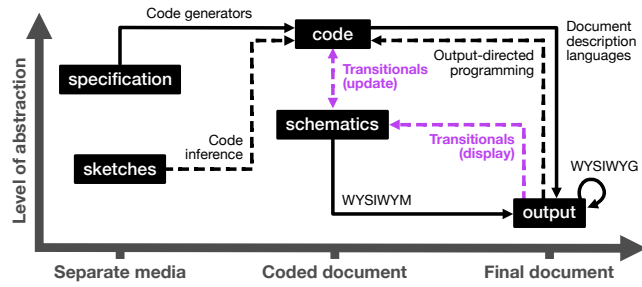 Code generators
code
Document
description
languages
Output-directed
programming
specification
Transitionals
(update)
Level of abstraction
schematics
Code
inference
Transitionals
(display)
sketches
WYSIWYG
WYSIWYM
output
Separate media
Coded document
Final document